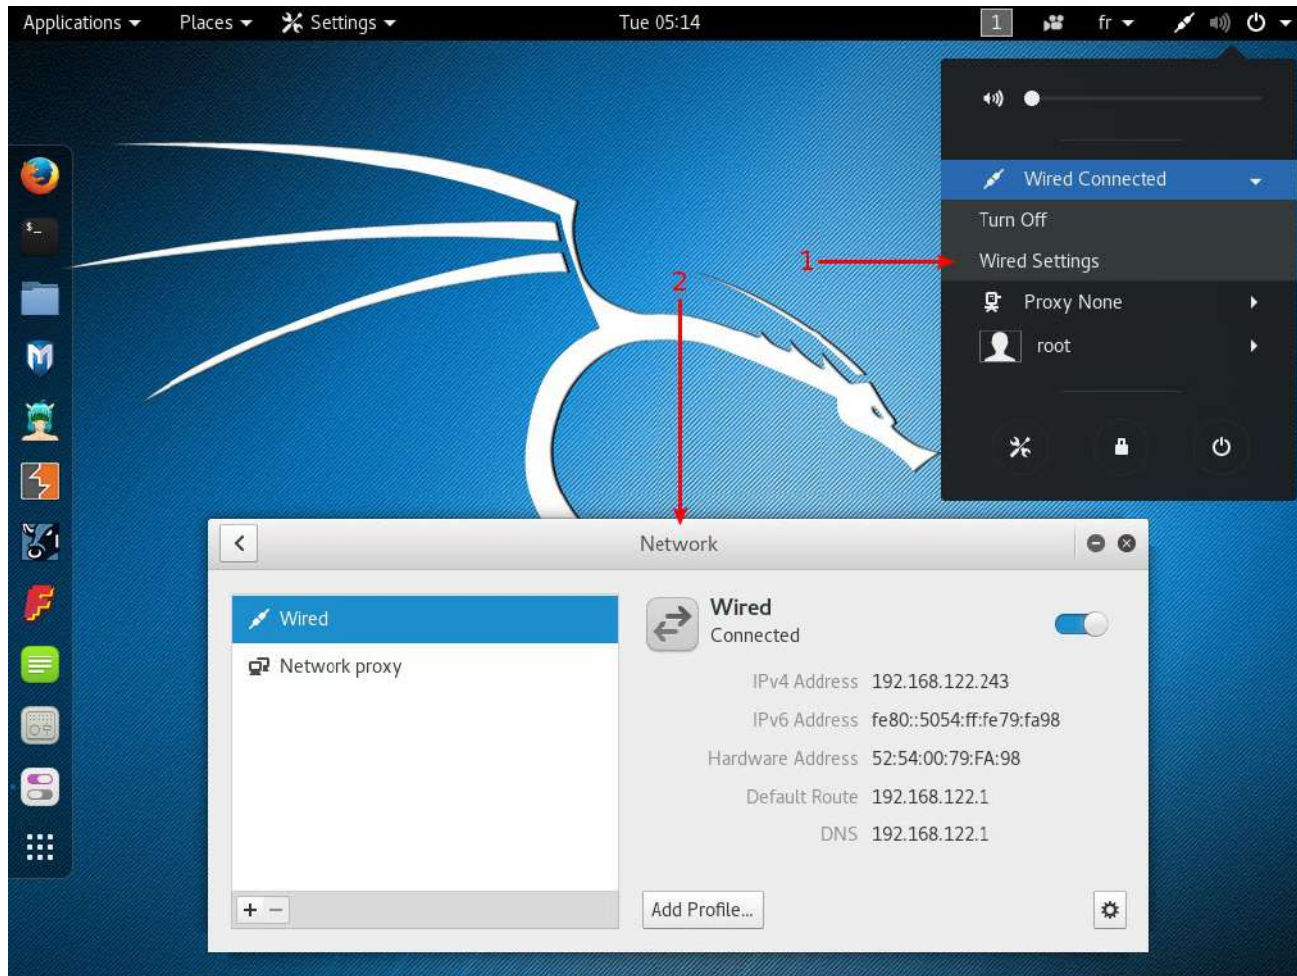 Applications Places Settings Tue 05:14 1 fr
Wired Connected
Turn Off
Wired Settings
1
Proxy None
2
root
$_
Network
Wired
Network proxy
Wired
Connected
IPv4 Address 192.168.122.243
IPv6 Address fe80::5054:ff:fe79:fa98
Hardware Address 52:54:00:79:FA:98
Default Route 192.168.122.1
DNS 192.168.122.1
+ −
Add Profile...